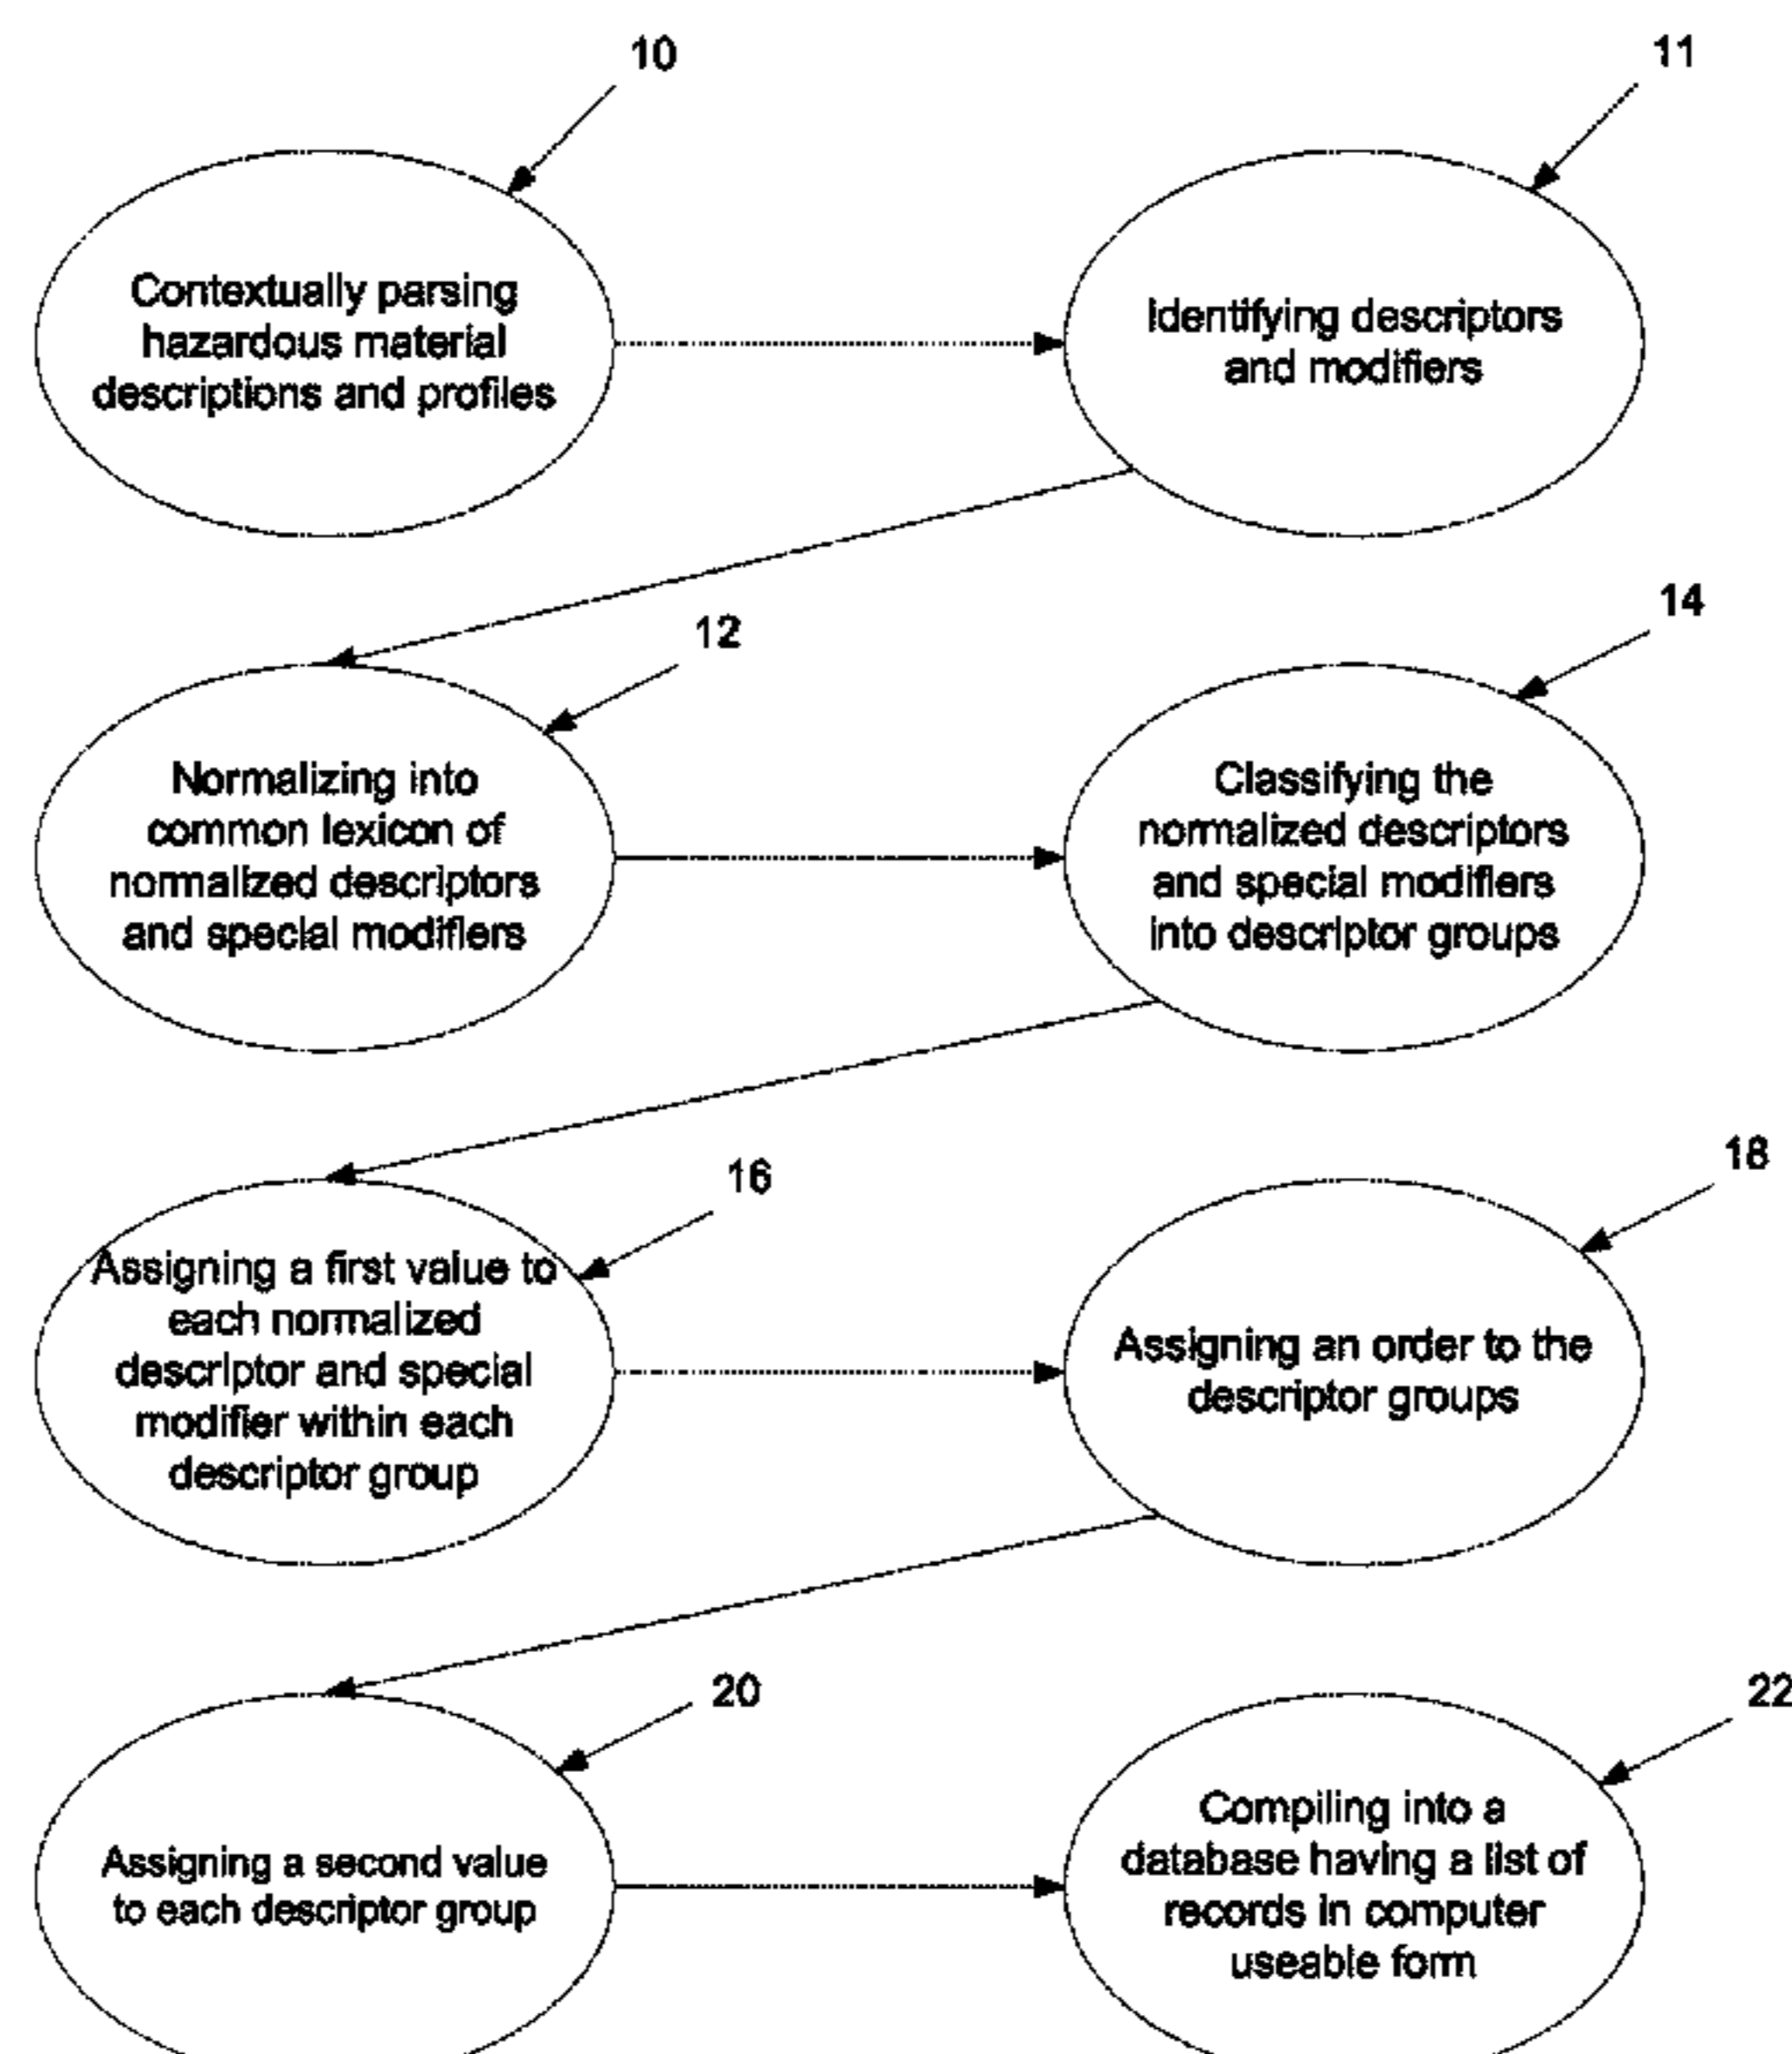 10
11
Contextually parsing
hazardous material
descriptions and profiles
Identifying descriptors
and modifiers
12
14
Normalizing into
common lexicon of
normalized descriptors
and special modifiers
Classifying the
normalized descriptors
and special modifiers
into descriptor groups
16
18
Assigning a first value to
each normalized
descriptor and special
modifier within each
descriptor group
Assigning an order to the
descriptor groups
20
22
Assigning a second value
to each descriptor group
Compiling into a
database having a list of
records in computer
useable form